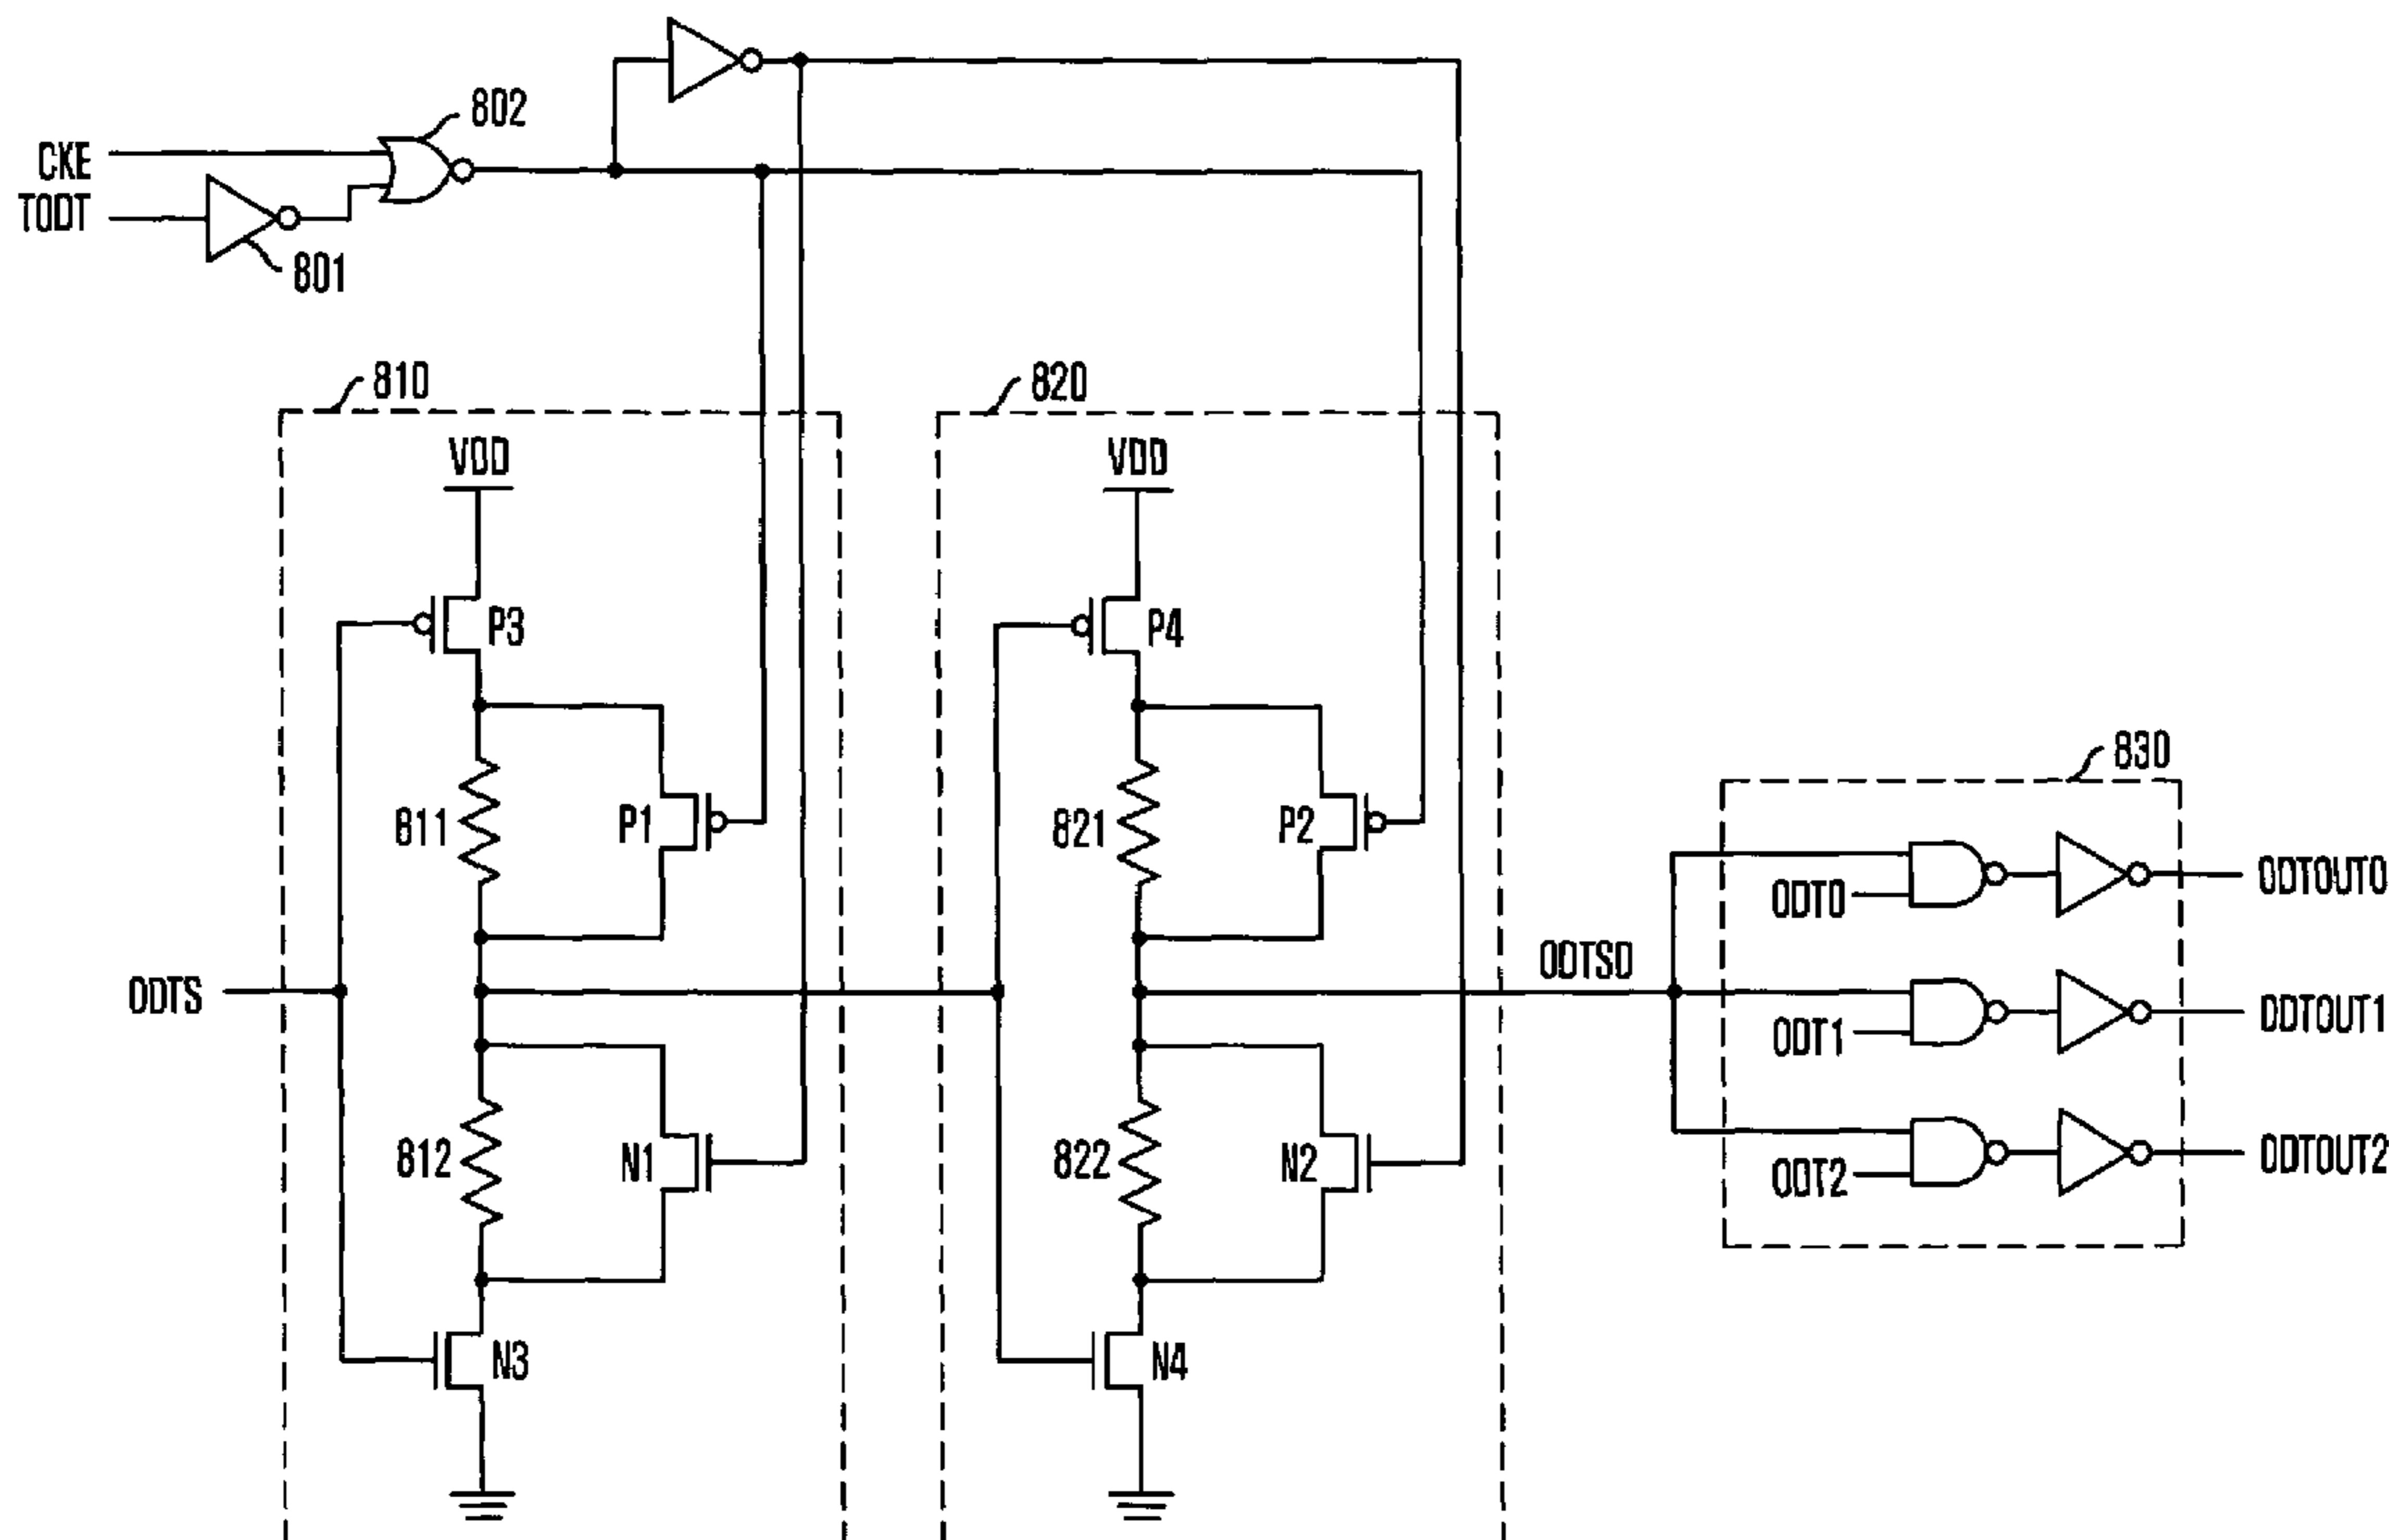 802
CKE
TODT
801
810
820
VDD
VDD
P3
P4
830
811
P1
821
P2
ODT0
ODTOUT0
ODTS
ODTSD
ODT1
ODTOUT1
812
N1
822
N2
ODT2
ODTOUT2
N3
N4